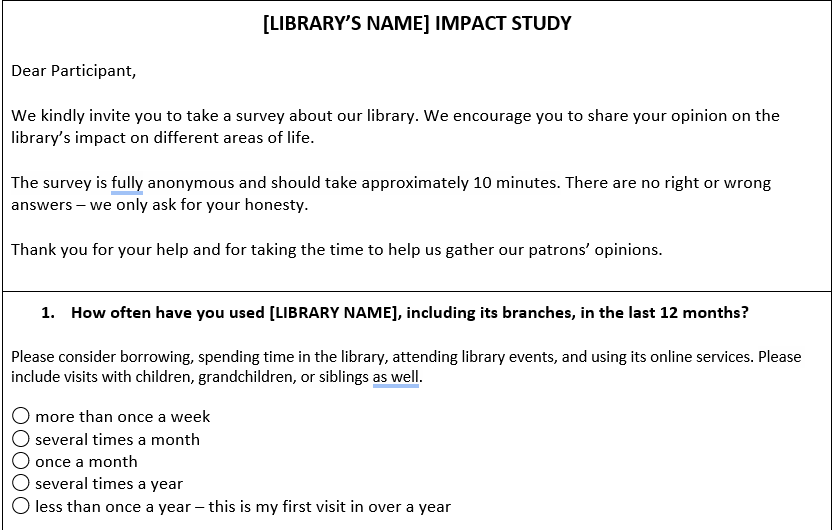 [LIBRARY’S NAME] IMPACT STUDY
Dear Participant,
We kindly invite you to take a survey about our library. We encourage you to share your opinion on the
library’s impact on different areas of life.
The survey is fully anonymous and should take approximately 10 minutes. There are no right or wrong
answers – we only ask for your honesty.
Thank you for your help and for taking the time to help us gather our patrons’ opinions.
1. How often have you used [LIBRARY NAME], including its branches, in the last 12 months?
Please consider borrowing, spending time in the library, attending library events, and using its online services. Please
include visits with children, grandchildren, or siblings as well.
more than once a week
several times a month
once a month
several times a year
less than once a year – this is my first visit in over a year